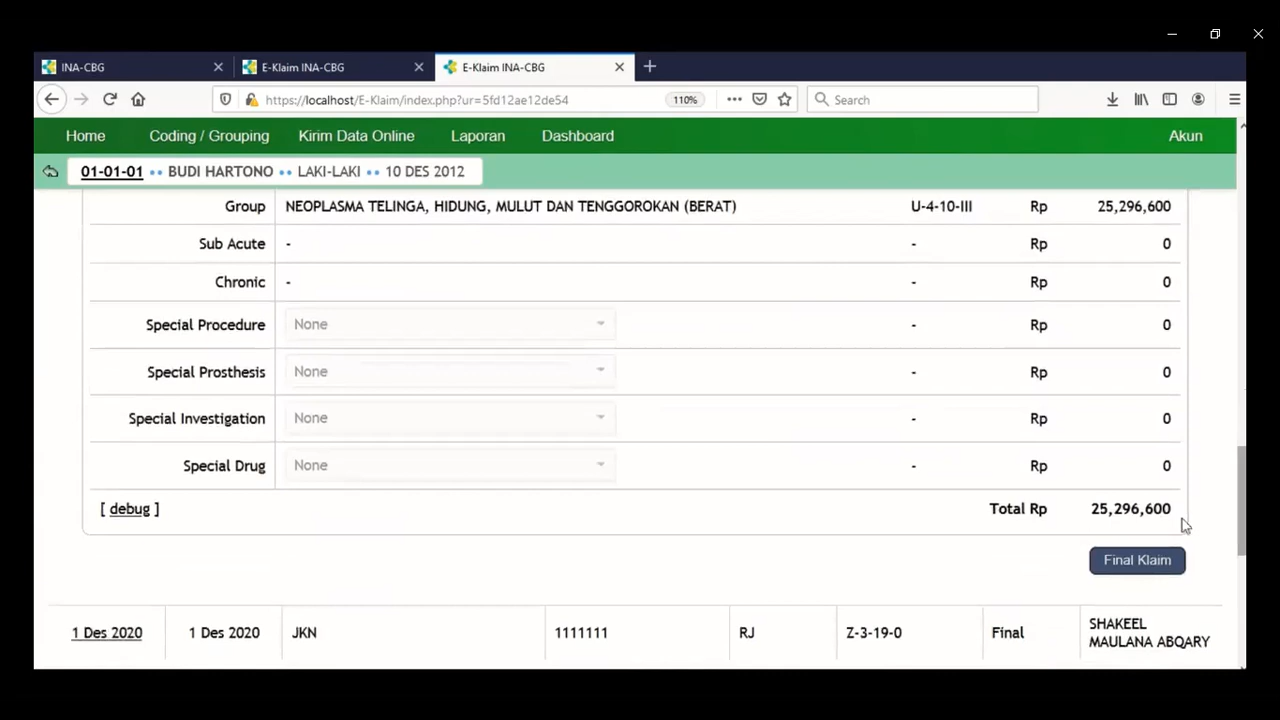 INA-CBG
E-Klaim INA-CBG
E-Klaim INA-CBG
https://localhost/E-Klaim/index.php?ur=5fd12ae12de54
110%
Search
Home
Coding / Grouping
Kirim Data Online
Laporan
Dashboard
Akun
01-01-01 •• BUDI HARTONO •• LAKI-LAKI •• 10 DES 2012
Group NEOPLASMA TELINGA, HIDUNG, MULUT DAN TENGGOROKAN (BERAT) U-4-10-III Rp 25,296,600
Sub Acute - - Rp 0
Chronic - - Rp 0
Special Procedure None - Rp 0
Special Prosthesis None - Rp 0
Special Investigation None - Rp 0
Special Drug None - Rp 0
[ debug ] Total Rp 25,296,600
Final Klaim
1 Des 2020 1 Des 2020 JKN 1111111 RJ Z-3-19-0 Final SHAKEEL
MAULANA ABQARY